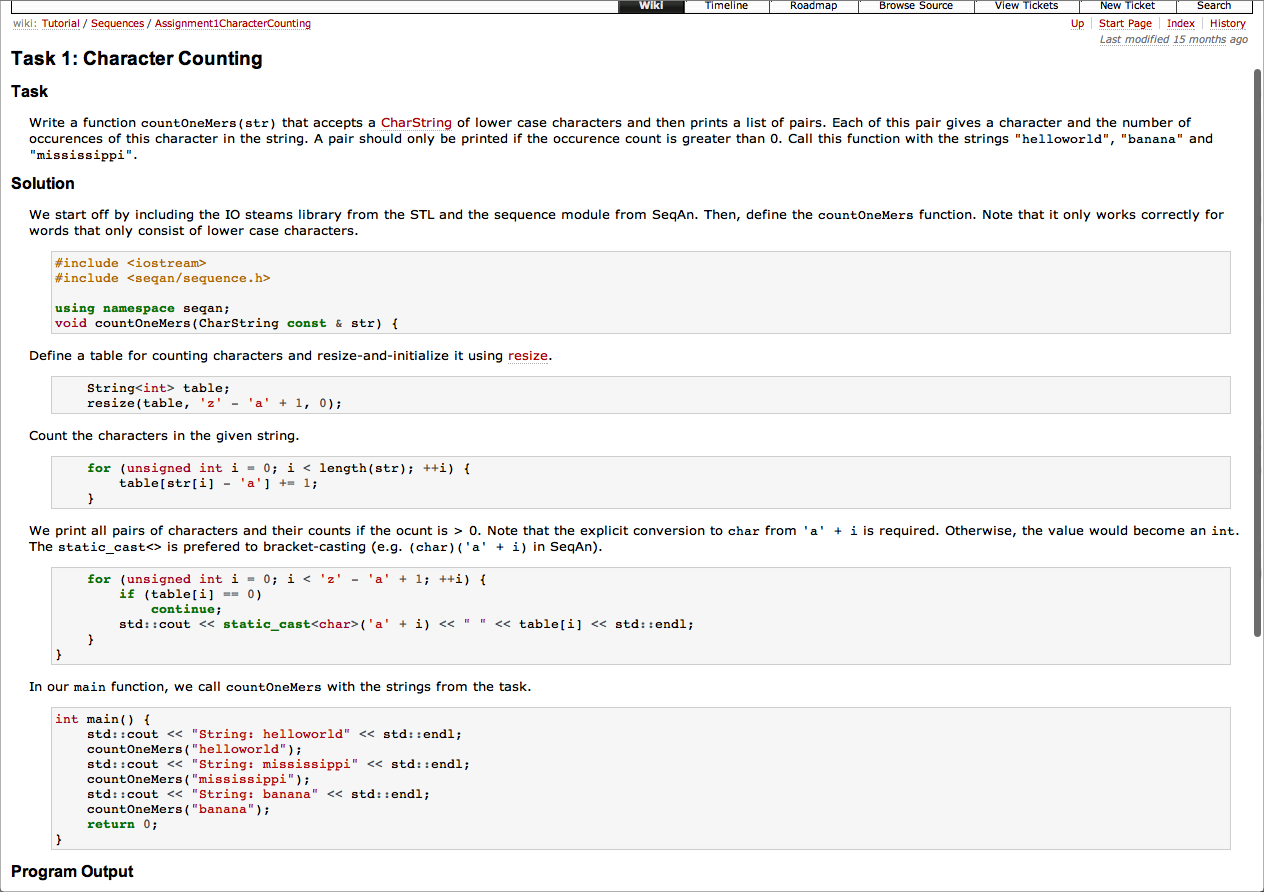 Wiki Timeline Roadmap Browse Source View Tickets New Ticket Search
wiki: Tutorial / Sequences / Assignment1CharacterCounting
Up Start Page Index History
Last modified 15 months ago
Task 1: Character Counting
Task
Write a function countOneMers(str) that accepts a CharString of lower case characters and then prints a list of pairs. Each of this pair gives a character and the number of
occurences of this character in the string. A pair should only be printed if the occurence count is greater than 0. Call this function with the strings "helloworld", "banana" and
"mississippi".
Solution
We start off by including the IO steams library from the STL and the sequence module from SeqAn. Then, define the countOneMers function. Note that it only works correctly for
words that only consist of lower case characters.
#include <iostream>
#include <seqan/sequence.h>
using namespace seqan;
void countOneMers(CharString const & str) {
Define a table for counting characters and resize-and-initialize it using resize.
String<int> table;
resize(table, 'z' - 'a' + 1, 0);
Count the characters in the given string.
for (unsigned int i = 0; i < length(str); ++i) {
table[str[i] - 'a'] += 1;
}
We print all pairs of characters and their counts if the ocunt is > 0. Note that the explicit conversion to char from 'a' + i is required. Otherwise, the value would become an int.
The static_cast<> is prefered to bracket-casting (e.g. (char)('a' + i) in SeqAn).
for (unsigned int i = 0; i < 'z' - 'a' + 1; ++i) {
if (table[i] == 0)
continue;
std::cout << static_cast<char>('a' + i) << " " << table[i] << std::endl;
}
}
In our main function, we call countOneMers with the strings from the task.
int main() {
std::cout << "String: helloworld" << std::endl;
countOneMers("helloworld");
std::cout << "String: mississippi" << std::endl;
countOneMers("mississippi");
std::cout << "String: banana" << std::endl;
countOneMers("banana");
return 0;
}
Program Output